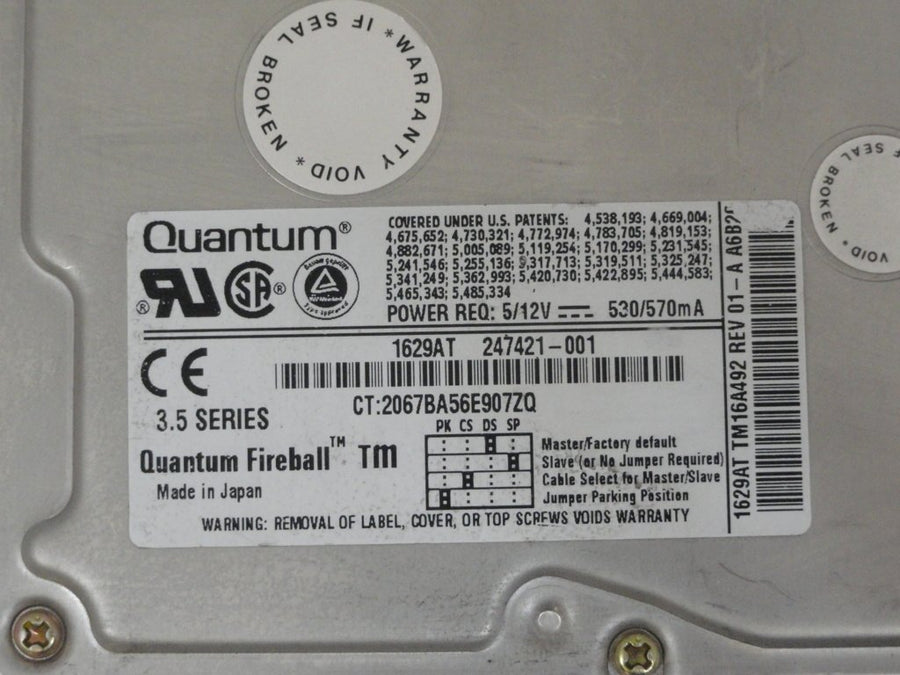 * WARRANTY VOID * IF SEAL BROKEN
VOID * IF SEAL BROKEN
Quantum®
COVERED UNDER U.S. PATENTS: 4,538,193; 4,669,004;
4,675,652; 4,730,321; 4,772,974; 4,783,705; 4,819,153;
4,882,671; 5,005,089; 5,119,254; 5,170,299; 5,231,545;
5,241,546; 5,255,136; 5,317,713; 5,319,511; 5,325,247;
5,341,249; 5,362,993; 5,420,730; 5,422,895; 5,444,583;
5,465,343; 5,485,334
POWER REQ: 5/12V 530/570mA
® SA ®
CE
1629AT 247421-001
3.5 SERIES
CT:2067BA56E907ZQ
Quantum Fireball™ TM
Made in Japan
PK CS DS SP
Master/Factory default
Slave (or No Jumper Required)
Cable Select for Master/Slave
Jumper Parking Position
WARNING: REMOVAL OF LABEL, COVER, OR TOP SCREWS VOIDS WARRANTY
1629AT TM16A492 REV 01-A